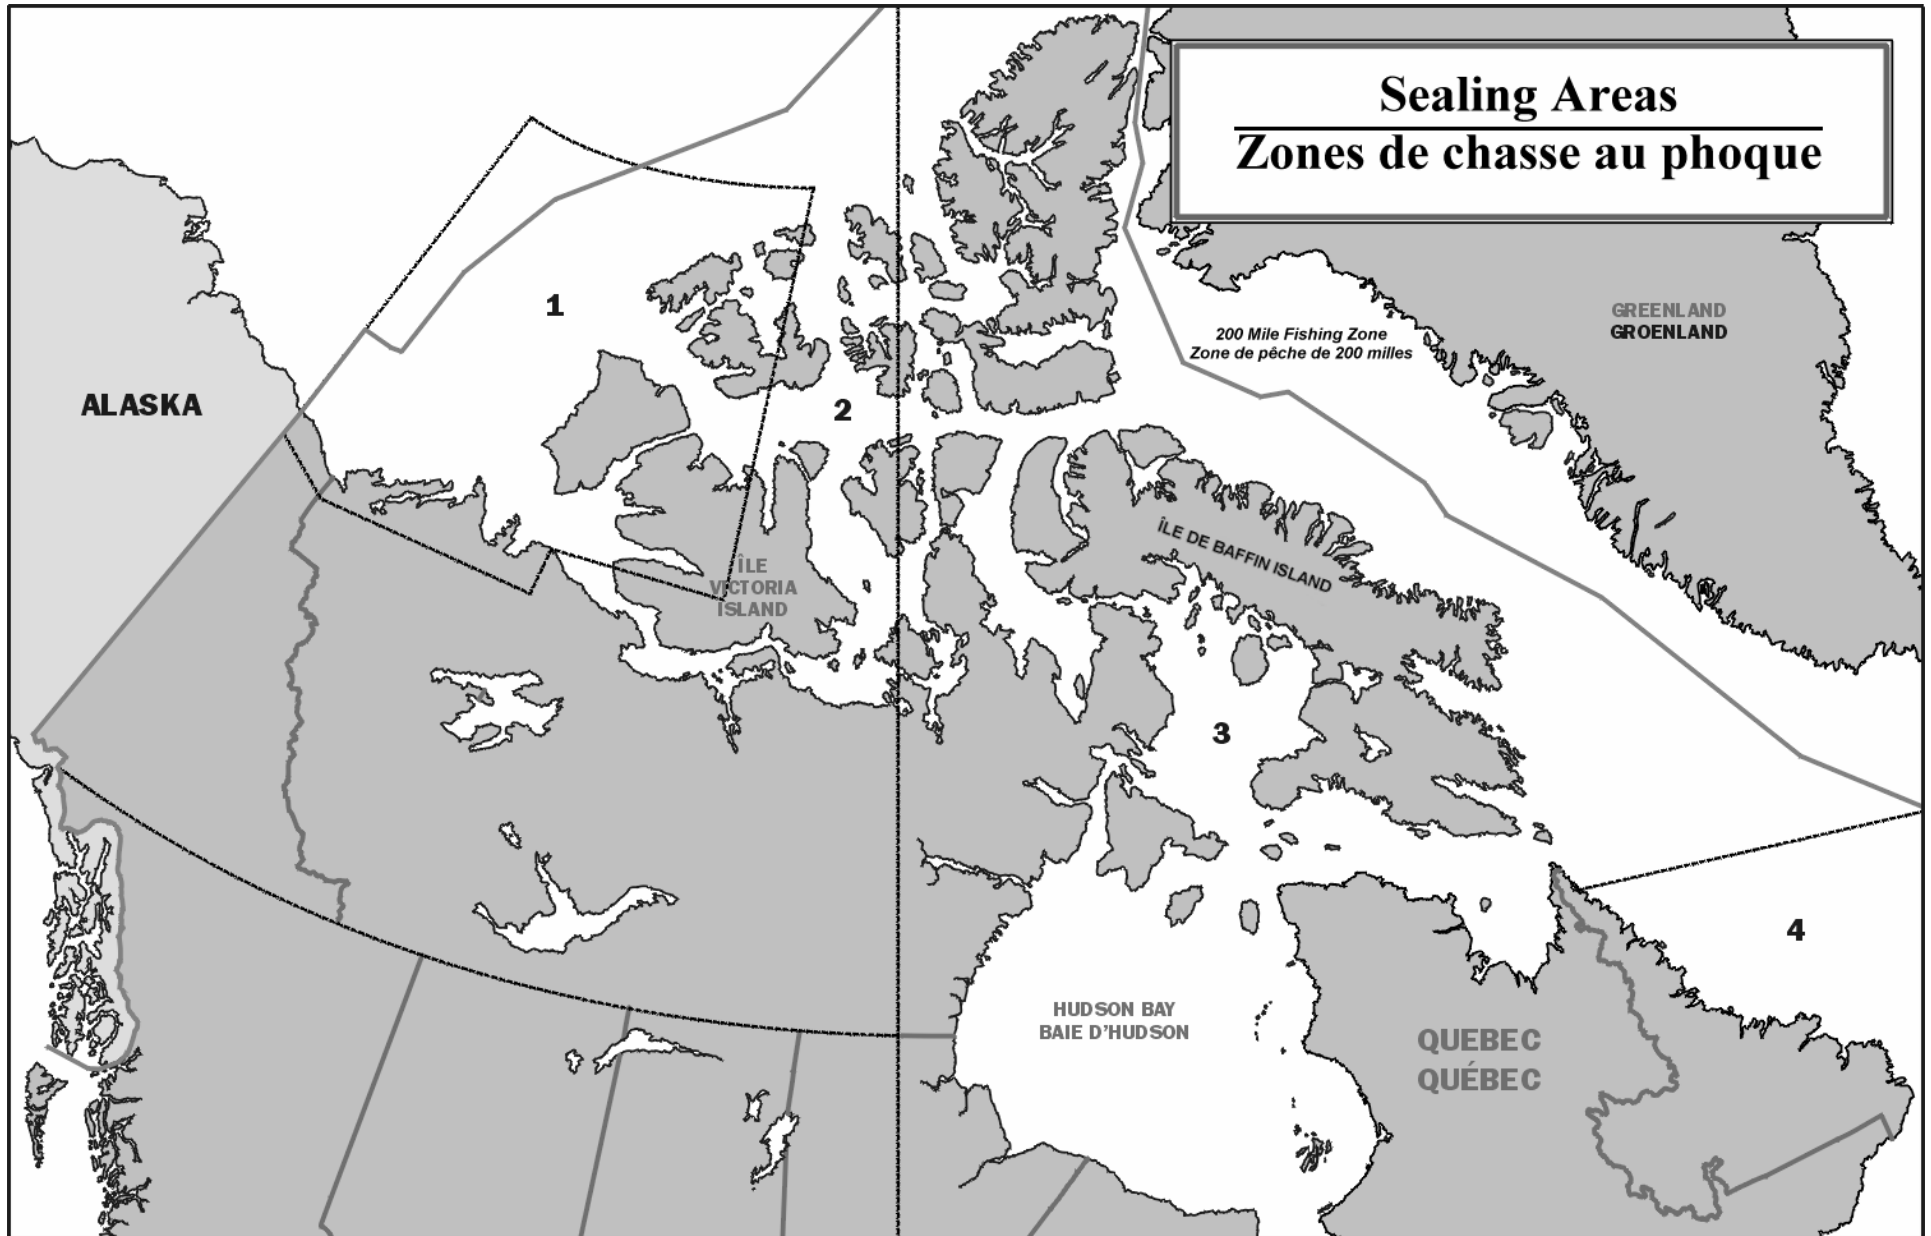 Sealing Areas
Zones de chasse au phoque
1
GREENLAND
GROENLAND
200 Mile Fishing Zone
Zone de pêche de 200 milles
ALASKA
2
ÎLE DE BAFFIN ISLAND
ÎLE
VICTORIA
ISLAND
3
4
HUDSON BAY
BAIE D'HUDSON
QUEBEC
QUÉBEC